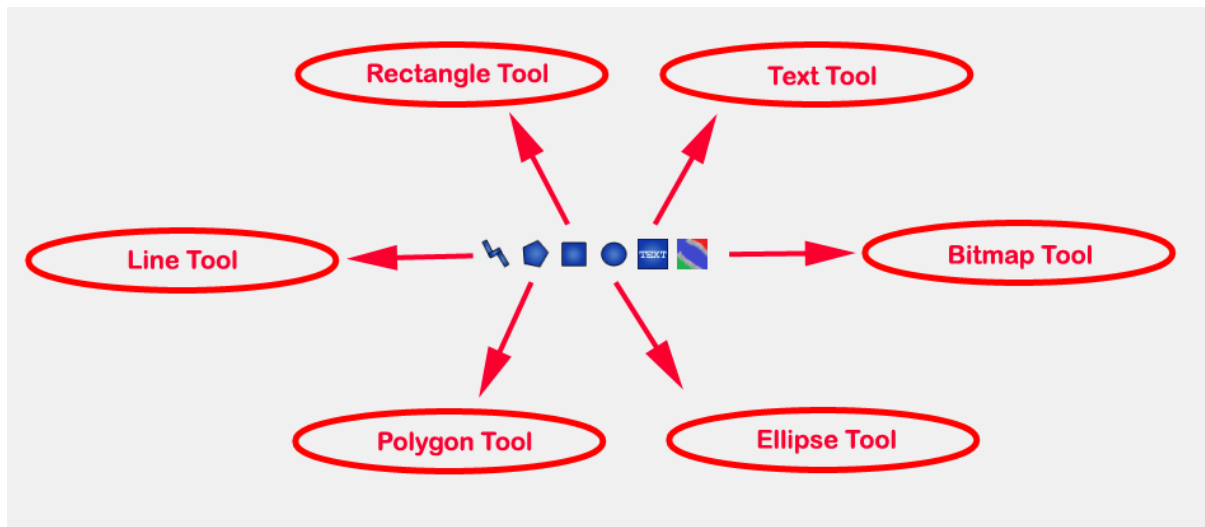 Rectangle Tool
Text Tool
Line Tool
TEXT
Bitmap Tool
Polygon Tool
Ellipse Tool